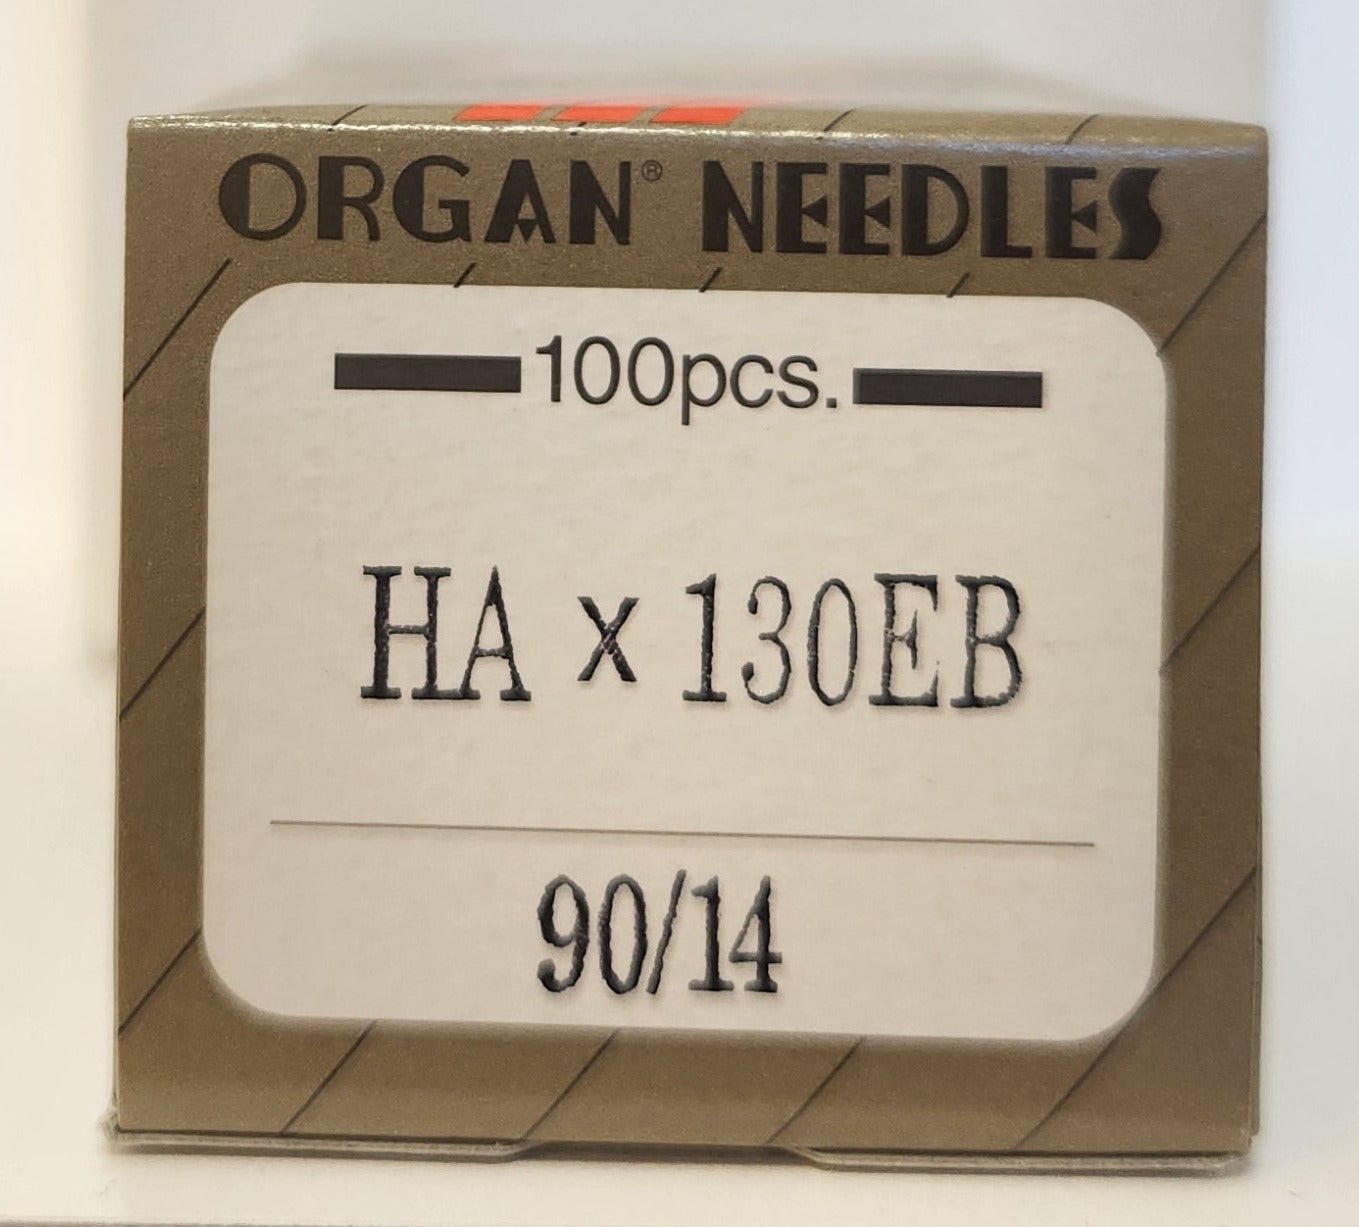 ORGAN® NEEDLES
100pcs.
HA x 130EB
90/14